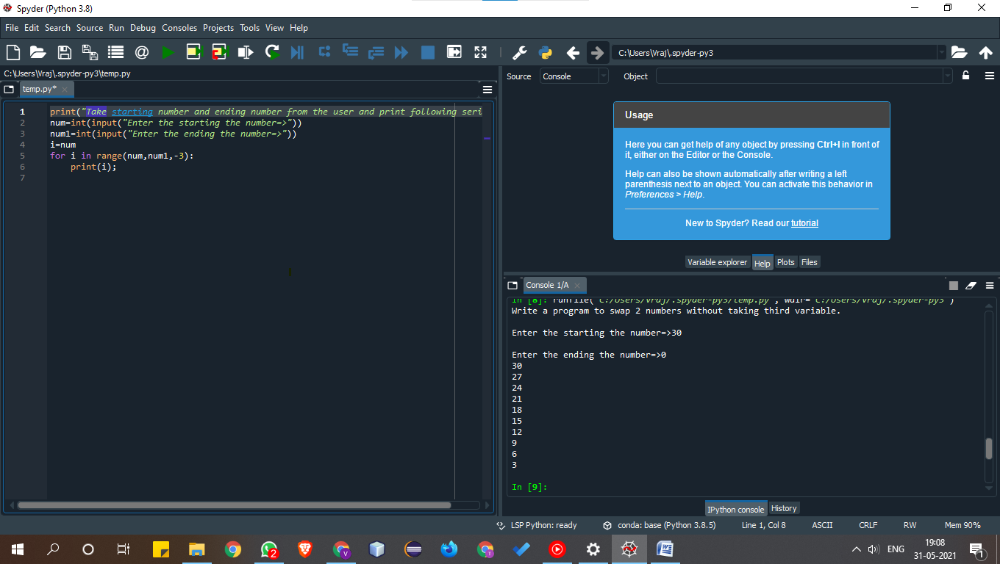 Spyder (Python 3.8)
File Edit Search Source Run Debug Consoles Projects Tools View Help
C:\Users\Vraj\.spyder-py3
C:\Users\Vraj\.spyder-py3\temp.py
Source Console Object
temp.py*
1 print("Take starting number and ending number from the user and print following seri
2 num=int(input("Enter the starting the number=>"))
3 num1=int(input("Enter the ending the number=>"))
4 i=num
5 for i in range(num,num1,-3):
6 print(i);
7
Usage
Here you can get help of any object by pressing Ctrl+I in front of
it, either on the Editor or the Console.
Help can also be shown automatically after writing a left
parenthesis next to an object. You can activate this behavior in
Preferences > Help.
New to Spyder? Read our tutorial
Variable explorer Help Plots Files
Console 1/A
In [8]: runfile('C:/Users/Vraj/.spyder-py3/temp.py', wdir='C:/Users/Vraj/.spyder-py3')
Write a program to swap 2 numbers without taking third variable.
Enter the starting the number=>30
Enter the ending the number=>0
30
27
24
21
18
15
12
9
6
3
In [9]:
IPython console History
LSP Python: ready conda: base (Python 3.8.5) Line 1, Col 8 ASCII CRLF RW Mem 90%
2
V
ENG
19:08
31-05-2021
1